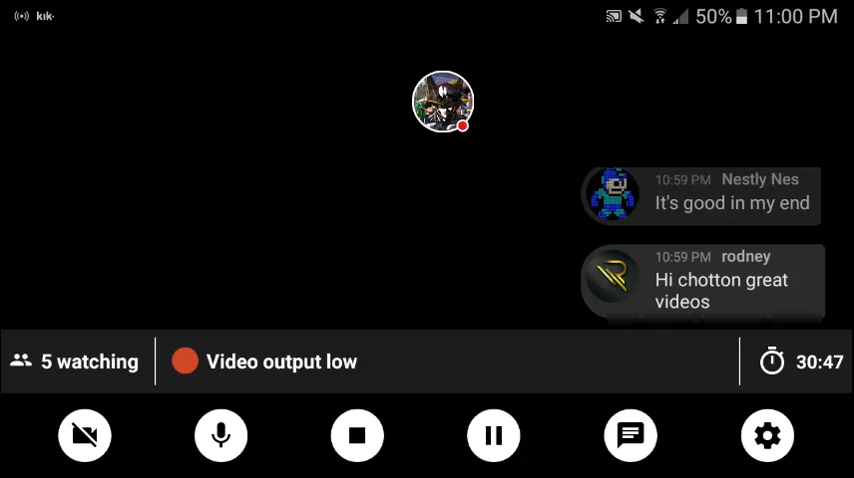 kik·
50% 11:00 PM
10:59 PM Nestly Nes
It's good in my end
10:59 PM rodney
Hi chotton great
videos
5 watching
Video output low
30:47